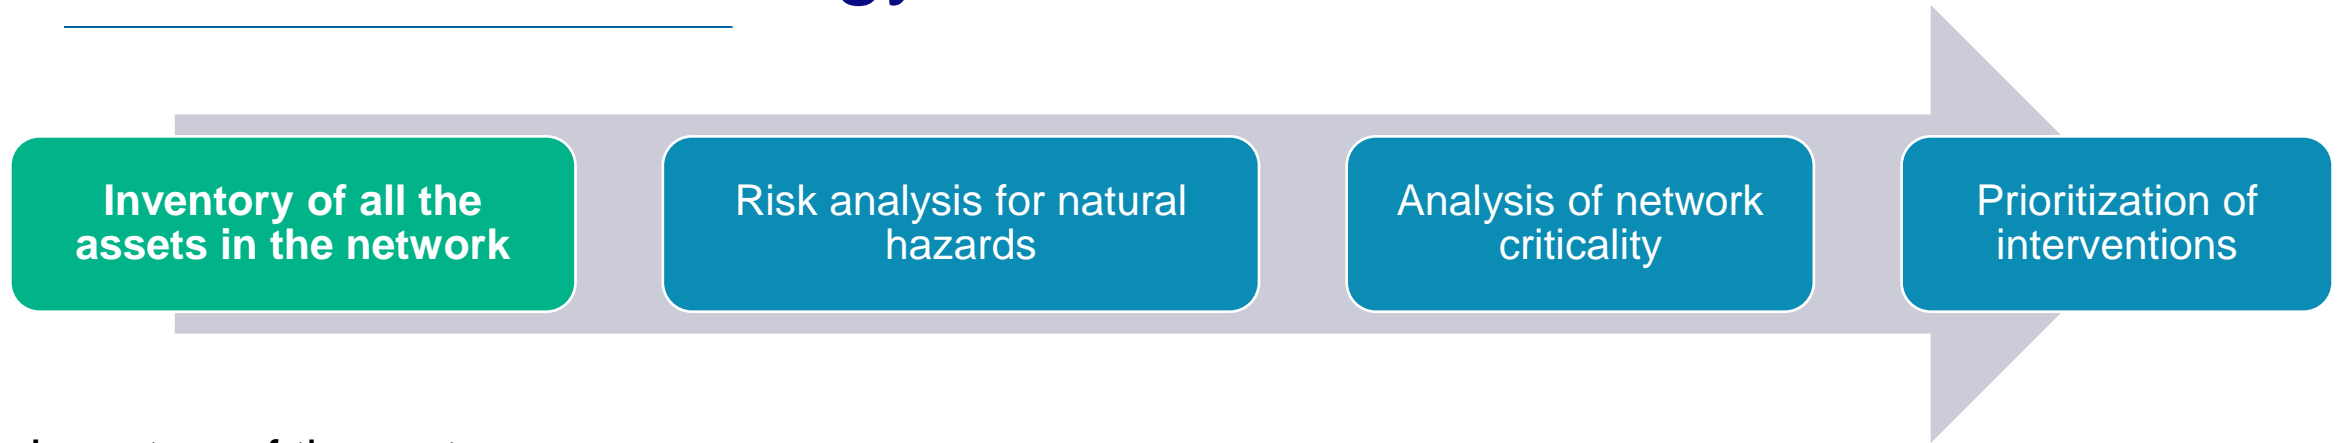 Inventory of all the
assets in the network
Risk analysis for natural
hazards
Analysis of network
criticality
Prioritization of
interventions